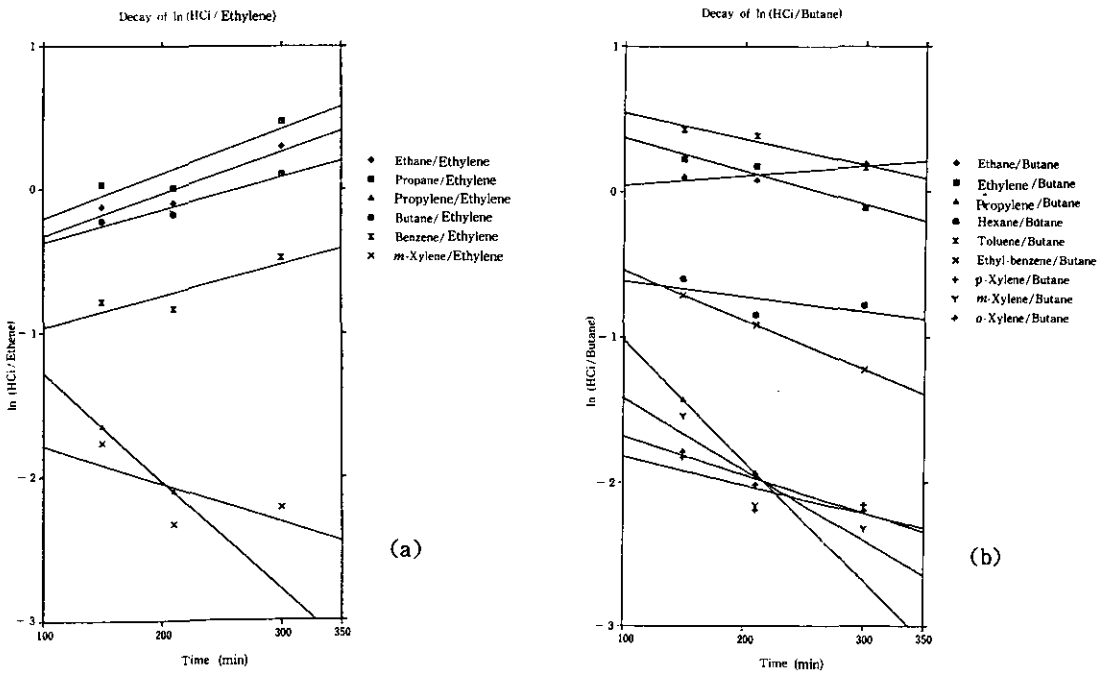 Decay of ln (HCi / Ethylene)
ln (HCi / Ethene)
1
0
− 1
− 2
− 3
100
200
300
350
Time (min)
Ethane/Ethylene
Propane/Ethylene
Propylene/Ethylene
Butane/Ethylene
Benzene/Ethylene
m-Xylene/Ethylene
(a)
Decay of ln (HCi/Butane)
ln (HCi/Butane)
1
0
− 1
− 2
− 3
100
200
300
350
Time (min)
Ethane/Butane
Ethylene/Butane
Propylene/Butane
Hexane/Butane
Toluene/Butane
Ethyl-benzene/Butane
p-Xylene/Butane
m-Xylene/Butane
o-Xylene/Butane
(b)